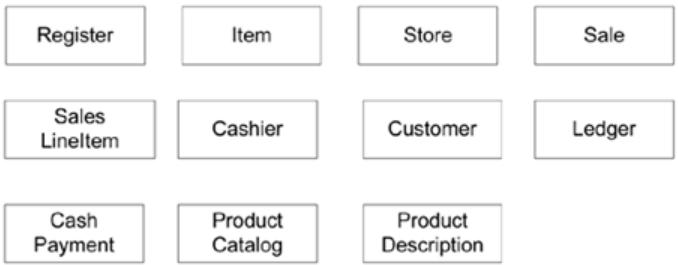 Register
Item
Store
Sale
Sales
LineItem
Cashier
Customer
Ledger
Cash
Payment
Product
Catalog
Product
Description